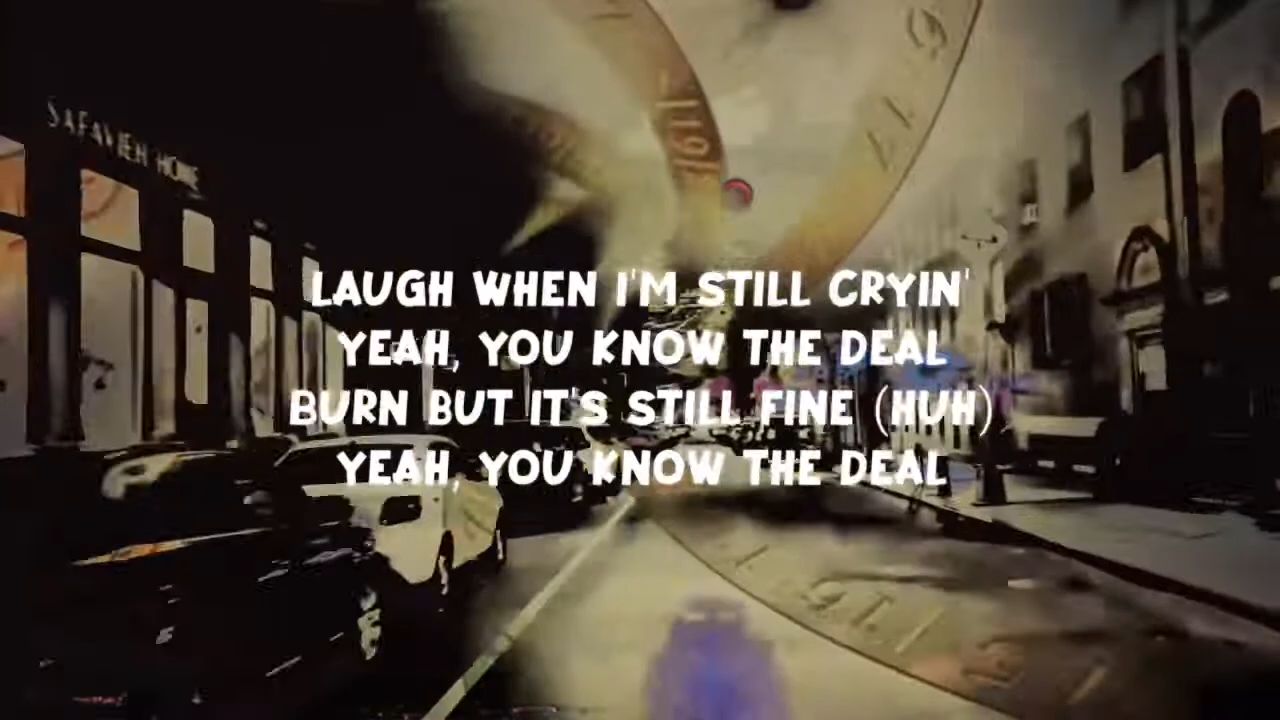 SAFAVIEH HOME
LAUGH WHEN I'M STILL CRYIN'
YEAH, YOU KNOW THE DEAL
BURN BUT IT'S STILL FINE (HUH)
YEAH, YOU KNOW THE DEAL